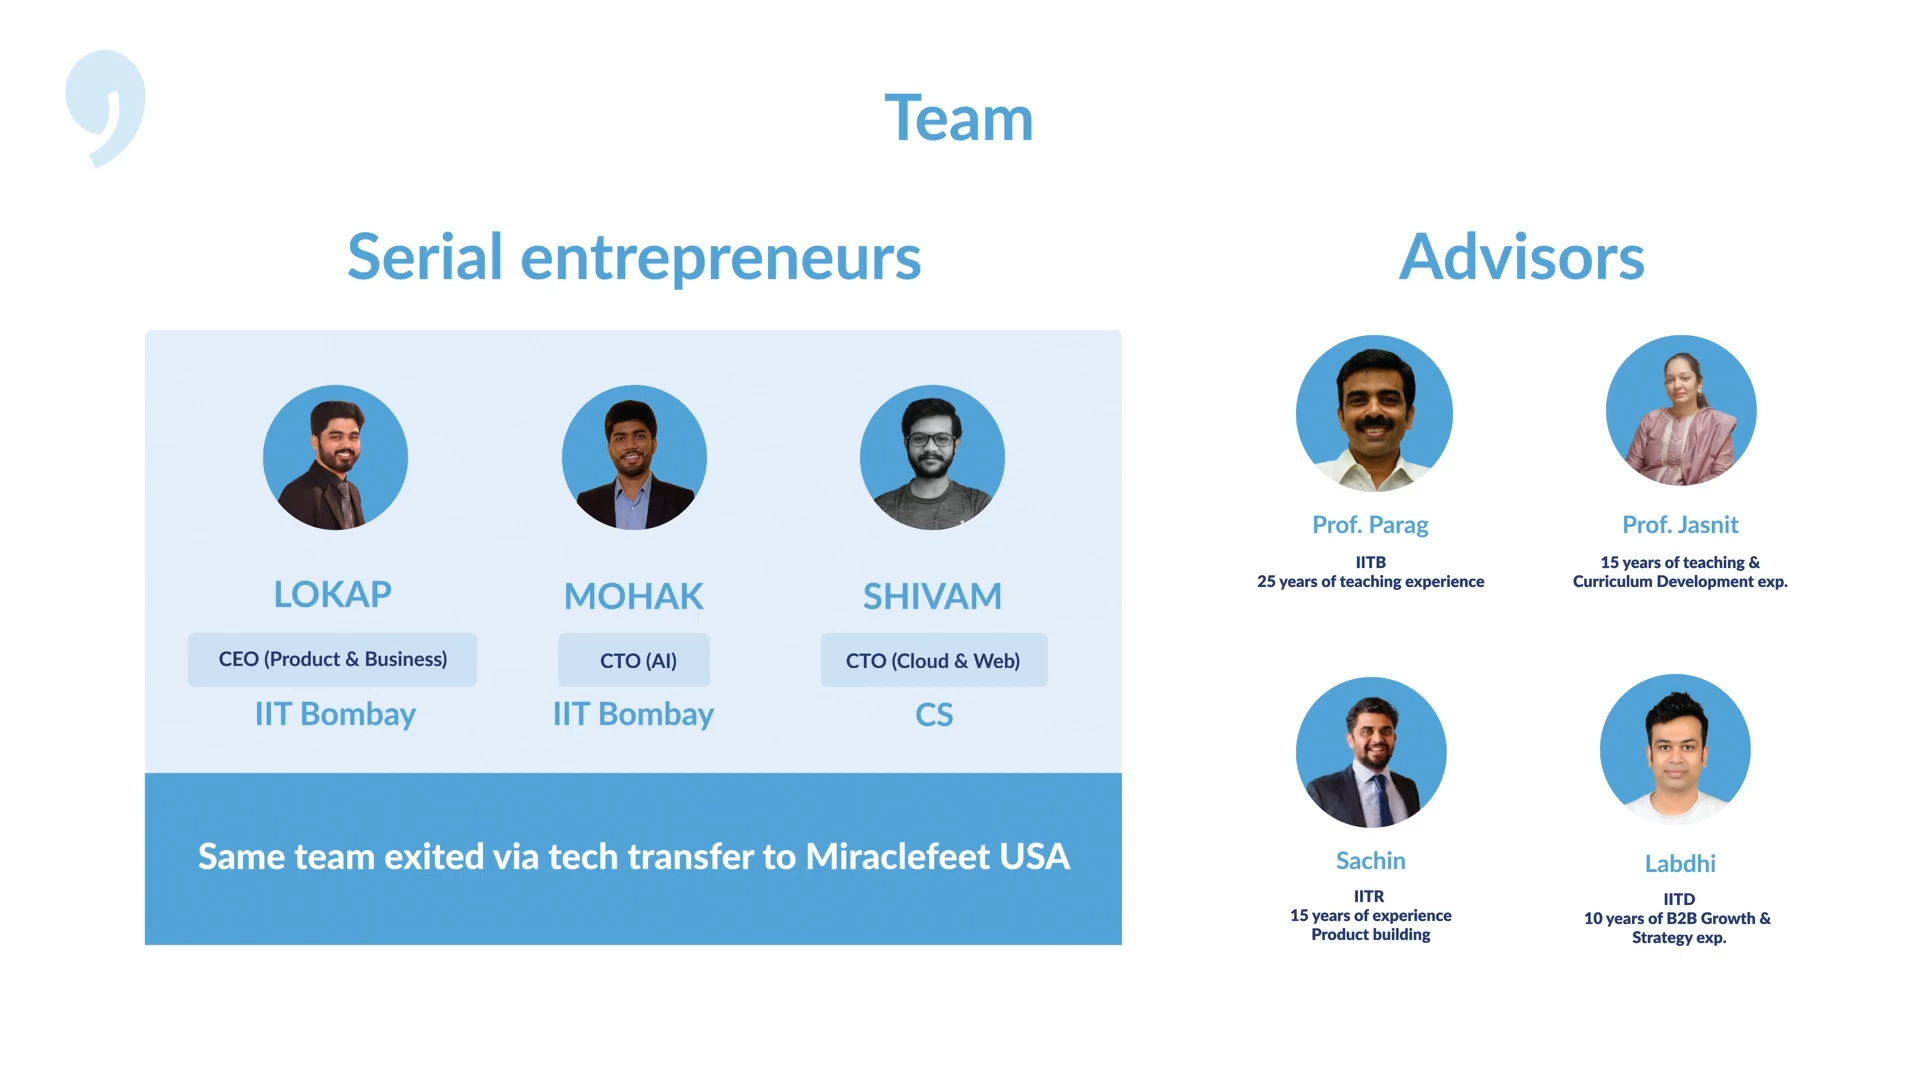 Team
Serial entrepreneurs
LOKAP
CEO (Product & Business)
IIT Bombay
MOHAK
CTO (AI)
IIT Bombay
SHIVAM
CTO (Cloud & Web)
CS
Same team exited via tech transfer to Miraclefeet USA
Advisors
Prof. Parag
IITB
25 years of teaching experience
Prof. Jasnit
15 years of teaching &
Curriculum Development exp.
Sachin
IITR
15 years of experience
Product building
Labdhi
IITD
10 years of B2B Growth &
Strategy exp.